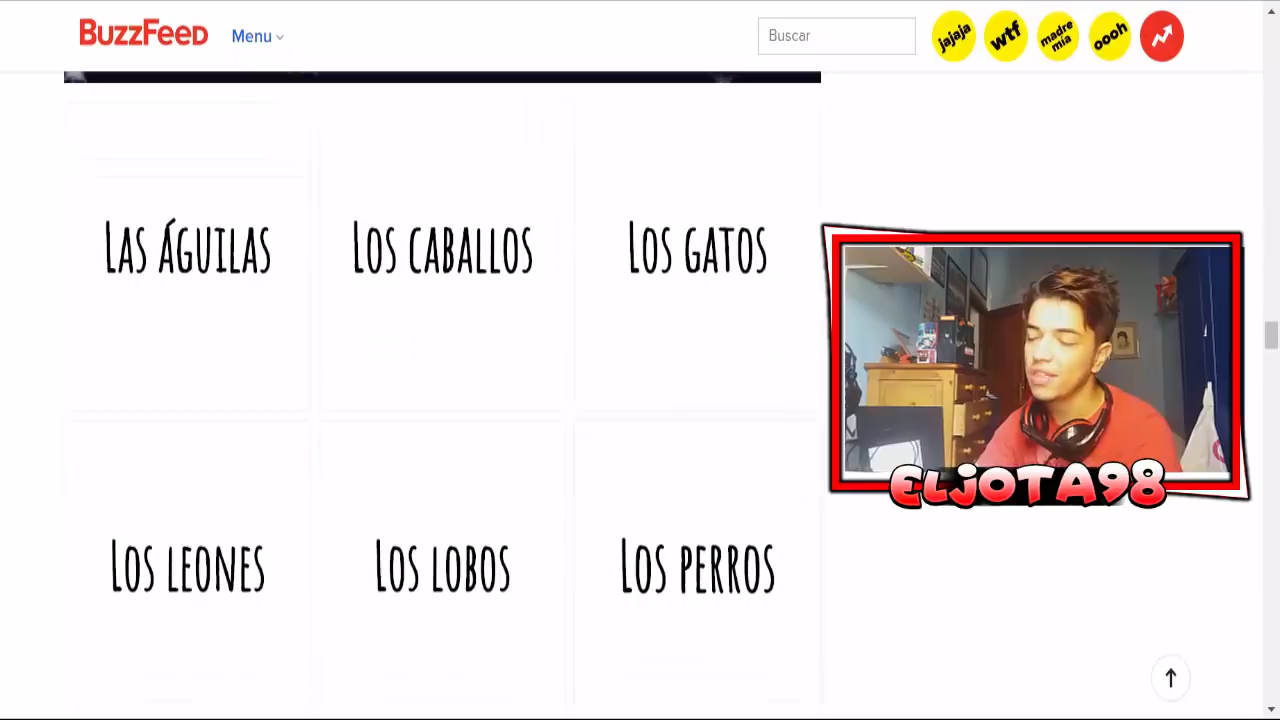 BuzzFeed
Menu
Buscar
jajaja
wtf
madre
mia
oooh
Las águilas
Los caballos
Los gatos
Los leones
Los lobos
Los perros
ELJOTA98